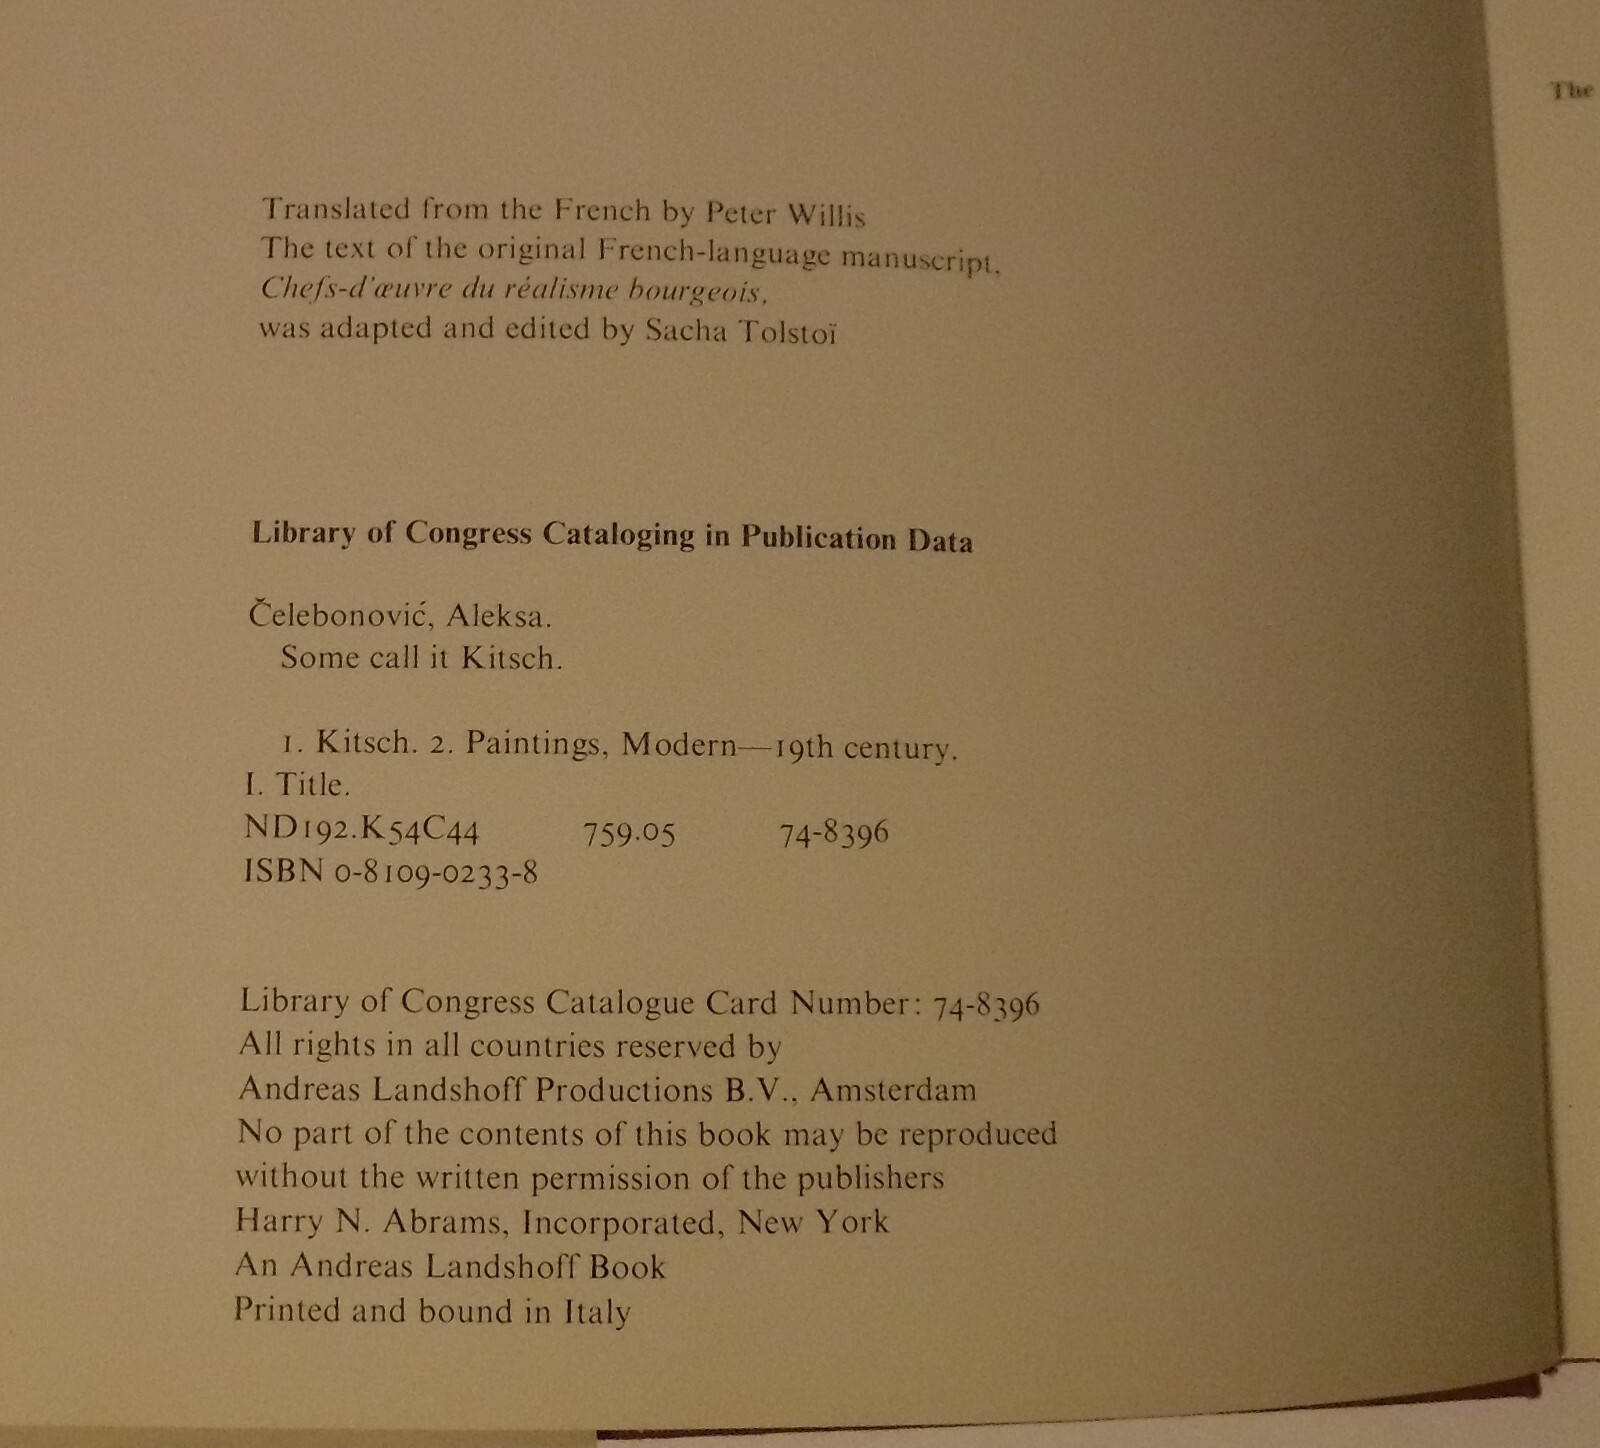 Translated from the French by Peter Willis
The text of the original French-language manuscript,
Chefs-d'œuvre du réalisme bourgeois,
was adapted and edited by Sacha Tolstoï
Library of Congress Cataloging in Publication Data
Čelebonović, Aleksa.
Some call it Kitsch.
1. Kitsch. 2. Paintings, Modern—19th century.
I. Title.
ND192.K54C44 759.05 74-8396
ISBN 0-8109-0233-8
Library of Congress Catalogue Card Number: 74-8396
All rights in all countries reserved by
Andreas Landshoff Productions B.V., Amsterdam
No part of the contents of this book may be reproduced
without the written permission of the publishers
Harry N. Abrams, Incorporated, New York
An Andreas Landshoff Book
Printed and bound in Italy
The